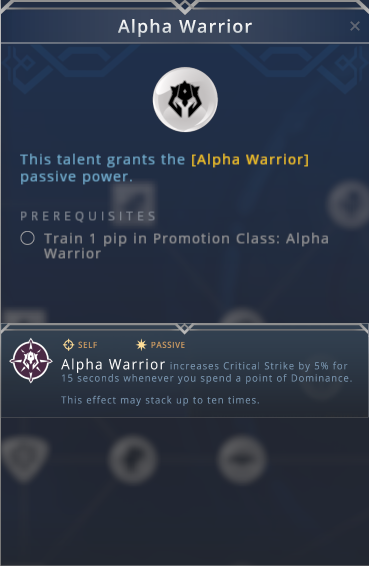 Alpha Warrior
This talent grants the [Alpha Warrior]
passive power.
PREREQUISITES
Train 1 pip in Promotion Class: Alpha
Warrior
SELF PASSIVE
Alpha Warrior increases Critical Strike by 5% for
15 seconds whenever you spend a point of Dominance.
This effect may stack up to ten times.